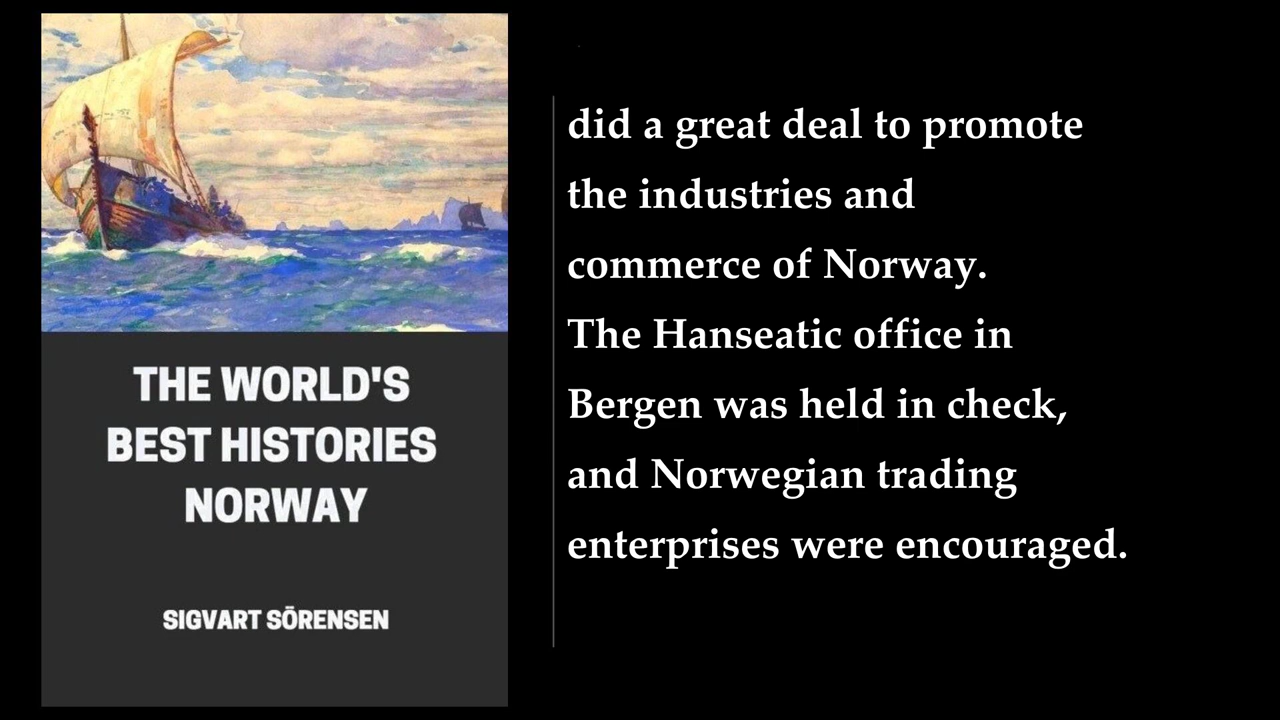 THE WORLD'S
BEST HISTORIES
NORWAY
SIGVART SÖRENSEN
did a great deal to promote
the industries and
commerce of Norway.
The Hanseatic office in
Bergen was held in check,
and Norwegian trading
enterprises were encouraged.